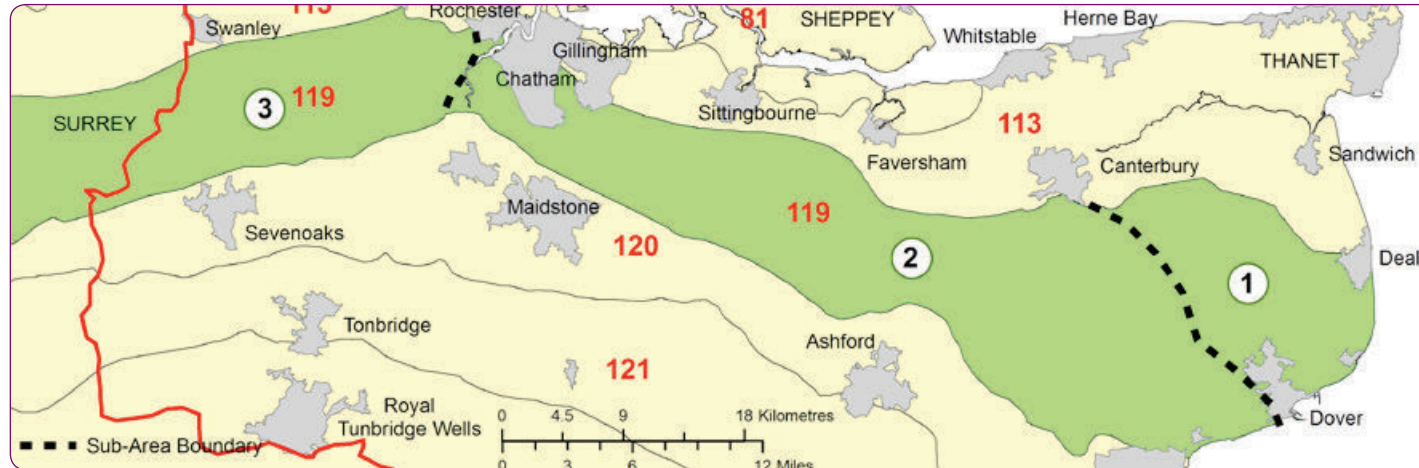 113
Rochester
81
SHEPPEY
Herne Bay
Swanley
Whitstable
Gillingham
THANET
Chatham
3
119
Sittingbourne
SURREY
113
Faversham
Canterbury
Sandwich
Maidstone
119
Sevenoaks
120
2
Deal
1
Tonbridge
Ashford
121
Royal
Tunbridge Wells
0 4.5 9 18 Kilometres
Dover
Sub-Area Boundary
0 3 6 12 Miles